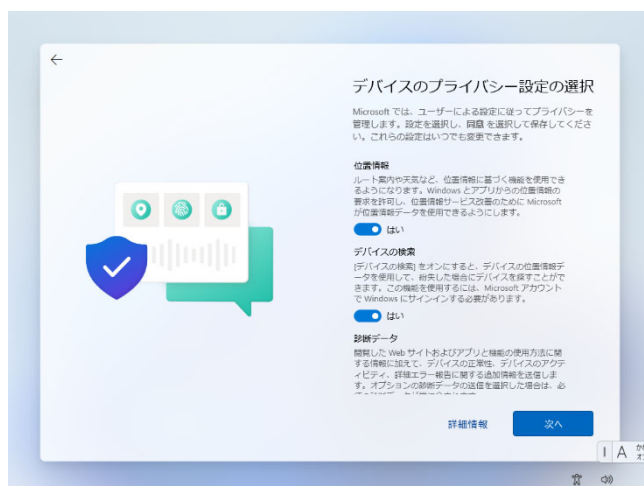 デバイスのプライバシー設定の選択
Microsoft では、ユーザーによる設定に従ってプライバシーを
管理します。設定を選択し、同意 を選択して保存してくださ
い。これらの設定はいつでも変更できます。
位置情報
ルート案内や天気など、位置情報に基づく機能を使用でき
るようになります。Windows とアプリからの位置情報の
要求を許可し、位置情報サービス改善のために Microsoft
が位置情報データを使用できるようにします。
はい
デバイスの検索
[デバイスの検索] をオンにすると、デバイスの位置情報デ
ータを使用して、紛失した場合にデバイスを探すことがで
きます。この機能を使用するには、Microsoft アカウント
で Windows にサインインする必要があります。
はい
診断データ
閲覧した Web サイトおよびアプリと機能の使用方法に関
する情報に加えて、デバイスの正常性、デバイスのアクテ
ィビティ、詳細エラー報告に関する追加情報を送信しま
す。オプションの診断データの送信を選択した場合は、必
詳細情報
次へ
A